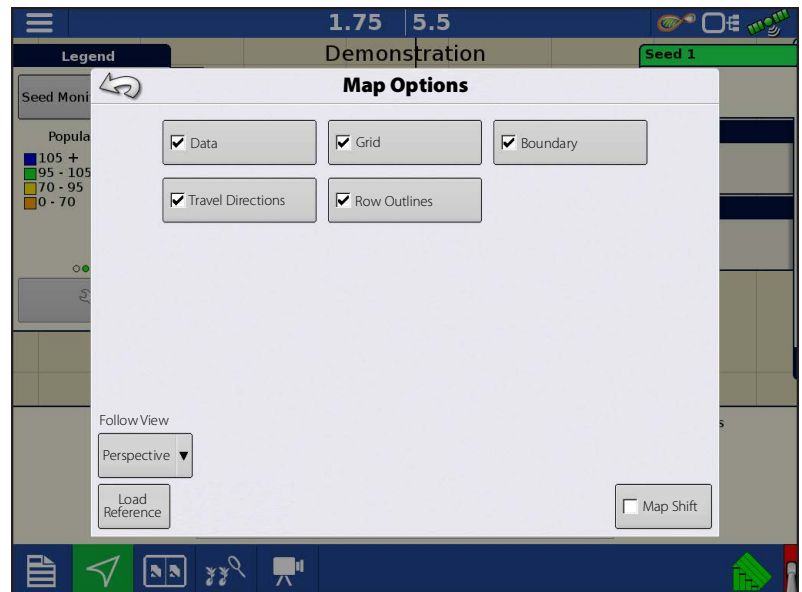 1.75 5.5
Legend
Demonstration
Seed 1
Map Options
Seed Moni
Popula
105 +
95 - 105
70 - 95
0 - 70
Data
Grid
Boundary
Travel Directions
Row Outlines
Follow View
Perspective
Load
Reference
Map Shift
s